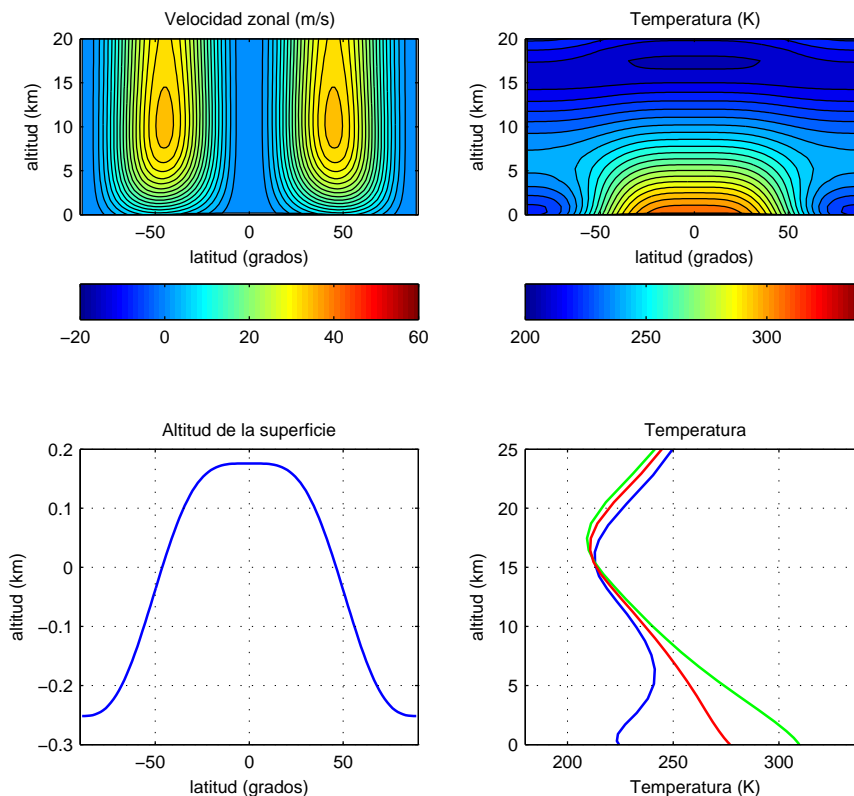 Velocidad zonal (m/s)
altitud (km)
20
15
10
5
0
−50 0 50
latitud (grados)
−20 0 20 40 60
Temperatura (K)
altitud (km)
20
15
10
5
0
−50 0 50
latitud (grados)
200 250 300
Altitud de la superficie
altitud (km)
0.2
0.1
0
−0.1
−0.2
−0.3
−50 0 50
latitud (grados)
Temperatura
altitud (km)
25
20
15
10
5
0
200 250 300
Temperatura (K)